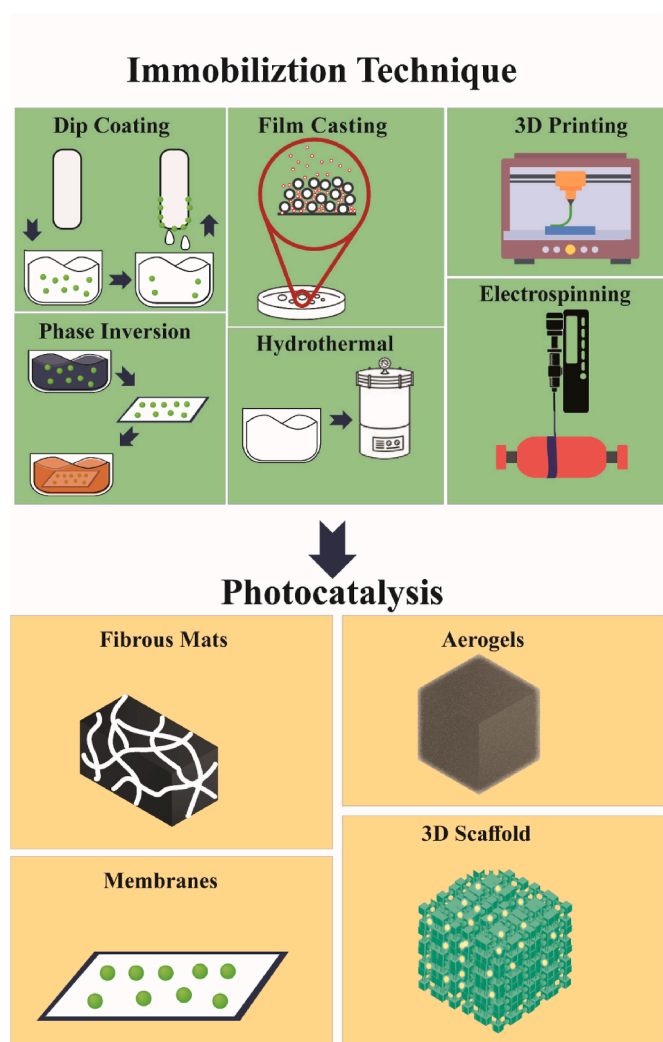 Immobiliztion Technique
Dip Coating
Film Casting
3D Printing
Phase Inversion
Hydrothermal
Electrospinning
Photocatalysis
Fibrous Mats
Aerogels
Membranes
3D Scaffold